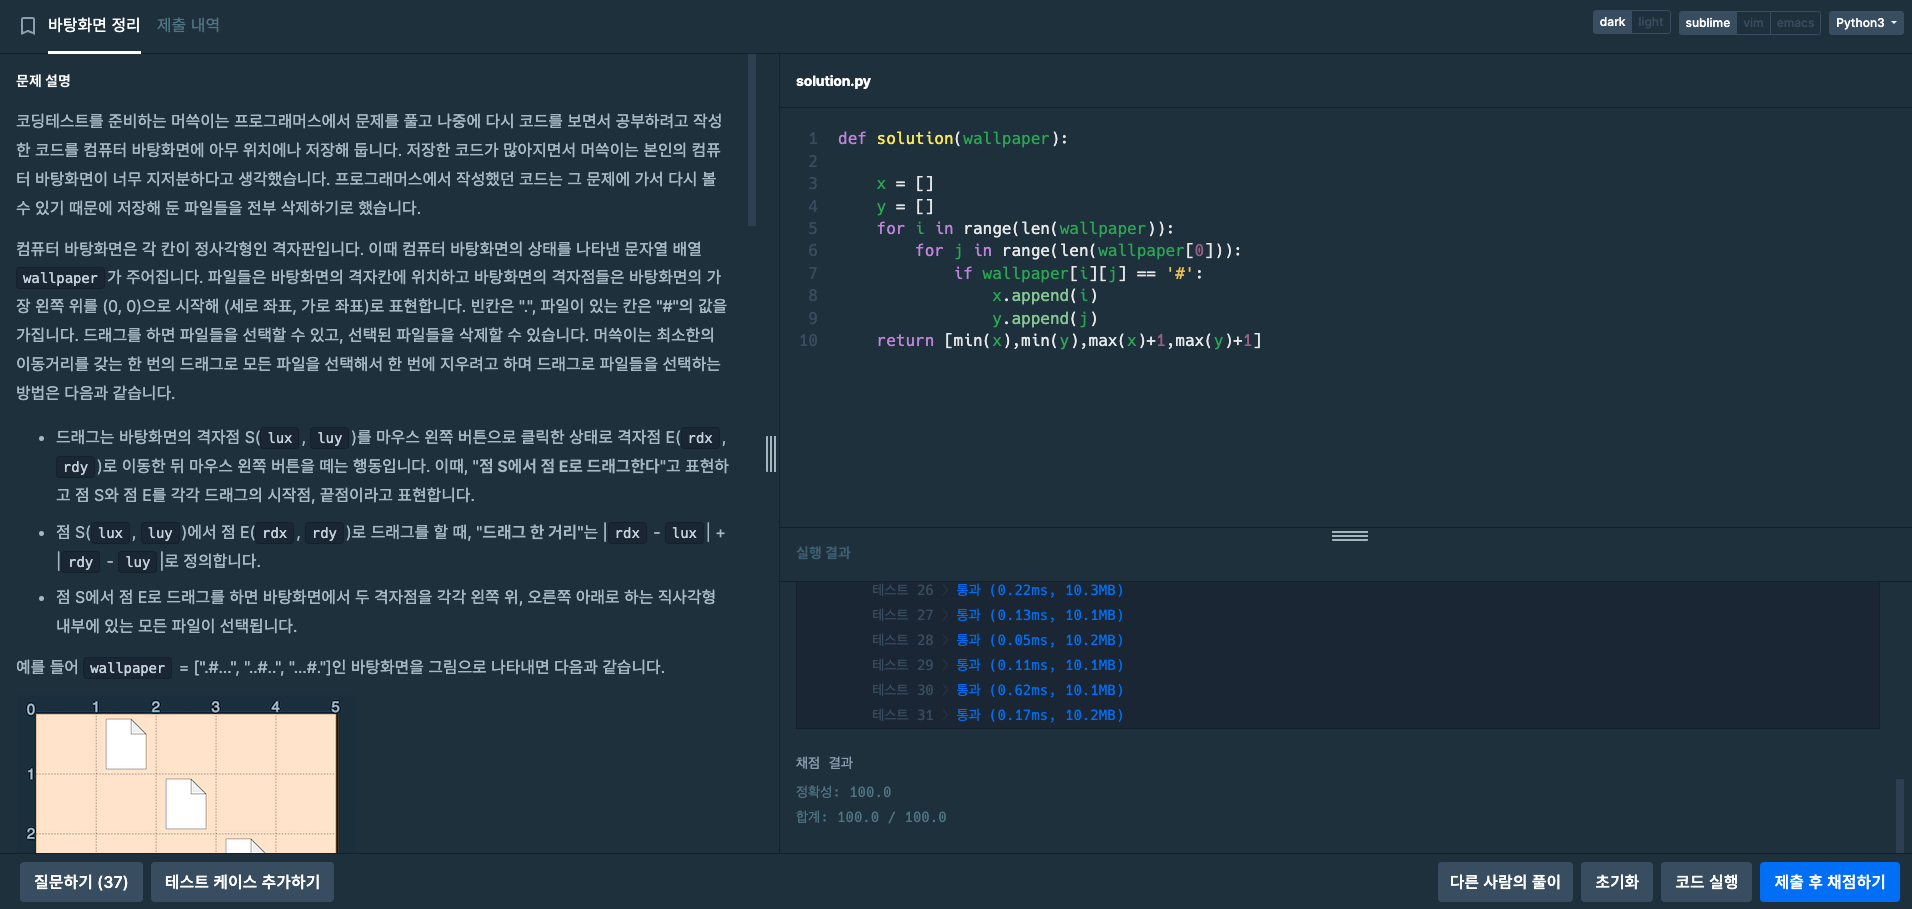 바탕화면 정리 제출 내역
dark light sublime vim emacs Python3
문제 설명
코딩테스트를 준비하는 머쓱이는 프로그래머스에서 문제를 풀고 나중에 다시 코드를 보면서 공부하려고 작성
한 코드를 컴퓨터 바탕화면에 아무 위치에나 저장해 둡니다. 저장한 코드가 많아지면서 머쓱이는 본인의 컴퓨
터 바탕화면이 너무 지저분하다고 생각했습니다. 프로그래머스에서 작성했던 코드는 그 문제에 가서 다시 볼
수 있기 때문에 저장해 둔 파일들을 전부 삭제하기로 했습니다.
컴퓨터 바탕화면은 각 칸이 정사각형인 격자판입니다. 이때 컴퓨터 바탕화면의 상태를 나타낸 문자열 배열
wallpaper 가 주어집니다. 파일들은 바탕화면의 격자칸에 위치하고 바탕화면의 격자점들은 바탕화면의 가
장 왼쪽 위를 (0, 0)으로 시작해 (세로 좌표, 가로 좌표)로 표현합니다. 빈칸은 ".", 파일이 있는 칸은 "#"의 값을
가집니다. 드래그를 하면 파일들을 선택할 수 있고, 선택된 파일들을 삭제할 수 있습니다. 머쓱이는 최소한의
이동거리를 갖는 한 번의 드래그로 모든 파일을 선택해서 한 번에 지우려고 하며 드래그로 파일들을 선택하는
방법은 다음과 같습니다.
• 드래그는 바탕화면의 격자점 S( lux , luy )를 마우스 왼쪽 버튼으로 클릭한 상태로 격자점 E( rdx ,
rdy )로 이동한 뒤 마우스 왼쪽 버튼을 떼는 행동입니다. 이때, "점 S에서 점 E로 드래그한다"고 표현하
고 점 S와 점 E를 각각 드래그의 시작점, 끝점이라고 표현합니다.
• 점 S( lux , luy )에서 점 E( rdx , rdy )로 드래그를 할 때, "드래그 한 거리"는 | rdx - lux | +
| rdy - luy |로 정의합니다.
• 점 S에서 점 E로 드래그를 하면 바탕화면에서 두 격자점을 각각 왼쪽 위, 오른쪽 아래로 하는 직사각형
내부에 있는 모든 파일이 선택됩니다.
예를 들어 wallpaper = [".#...", "..#..", "...#."]인 바탕화면을 그림으로 나타내면 다음과 같습니다.
0 1 2 3 4 5
1
2
solution.py
1 def solution(wallpaper):
2
3 x = []
4 y = []
5 for i in range(len(wallpaper)):
6 for j in range(len(wallpaper[0])):
7 if wallpaper[i][j] == '#':
8 x.append(i)
9 y.append(j)
10 return [min(x),min(y),max(x)+1,max(y)+1]
실행 결과
테스트 26 〉 통과 (0.22ms, 10.3MB)
테스트 27 〉 통과 (0.13ms, 10.1MB)
테스트 28 〉 통과 (0.05ms, 10.2MB)
테스트 29 〉 통과 (0.11ms, 10.1MB)
테스트 30 〉 통과 (0.62ms, 10.1MB)
테스트 31 〉 통과 (0.17ms, 10.2MB)
채점 결과
정확성: 100.0
합계: 100.0 / 100.0
질문하기 (37) 테스트 케이스 추가하기 다른 사람의 풀이 초기화 코드 실행 제출 후 채점하기